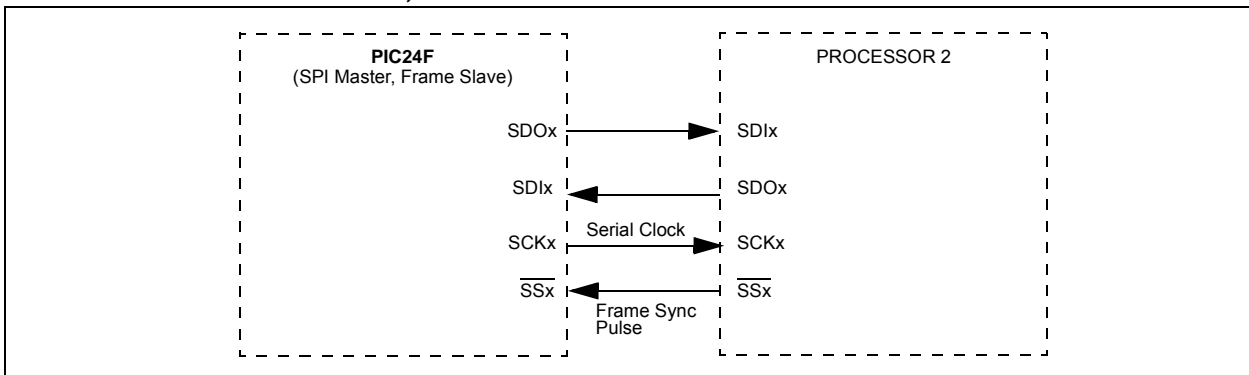 PIC24F
(SPI Master, Frame Slave)
PROCESSOR 2
SDOx
SDIx
SDIx
SDOx
SCKx
Serial Clock
SCKx
SSx
SSx
Frame Sync
Pulse